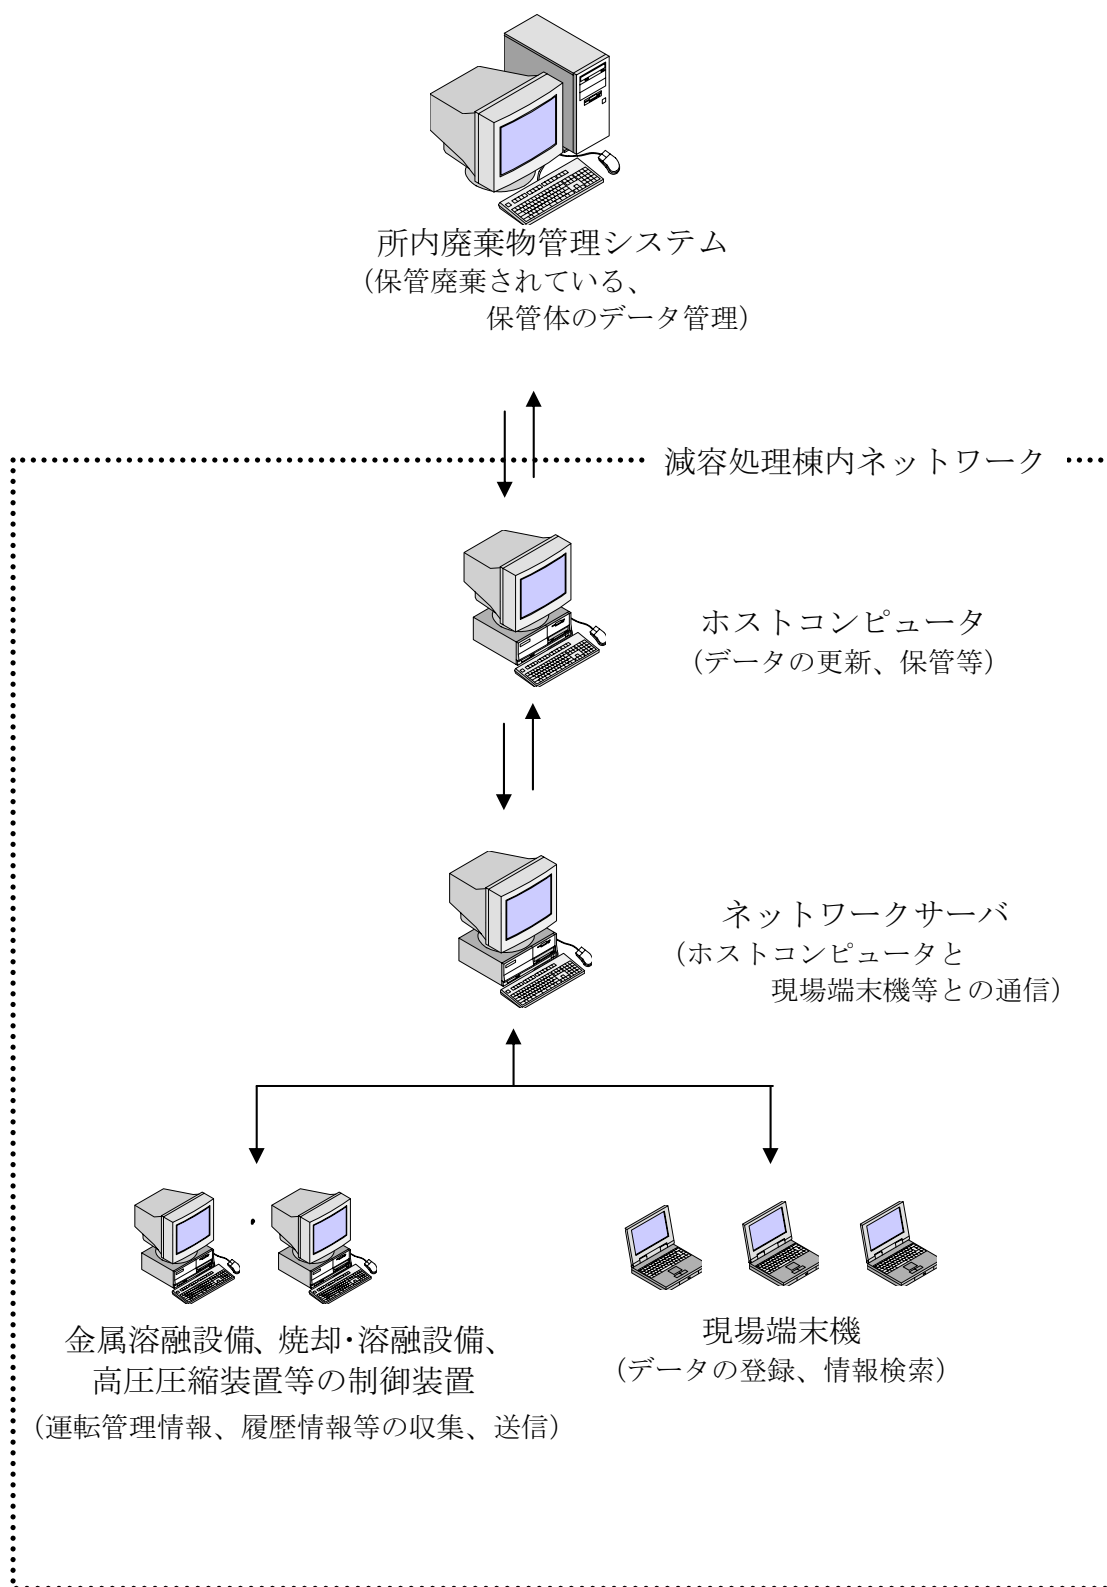 所内廃棄物管理システム
（保管廃棄されている、
保管体のデータ管理）
減容処理棟内ネットワーク
ホストコンピュータ
（データの更新、保管等）
ネットワークサーバ
（ホストコンピュータと
現場端末機等との通信）
金属溶融設備、焼却・溶融設備、
高圧圧縮装置等の制御装置
（運転管理情報、履歴情報等の収集、送信）
現場端末機
（データの登録、情報検索）